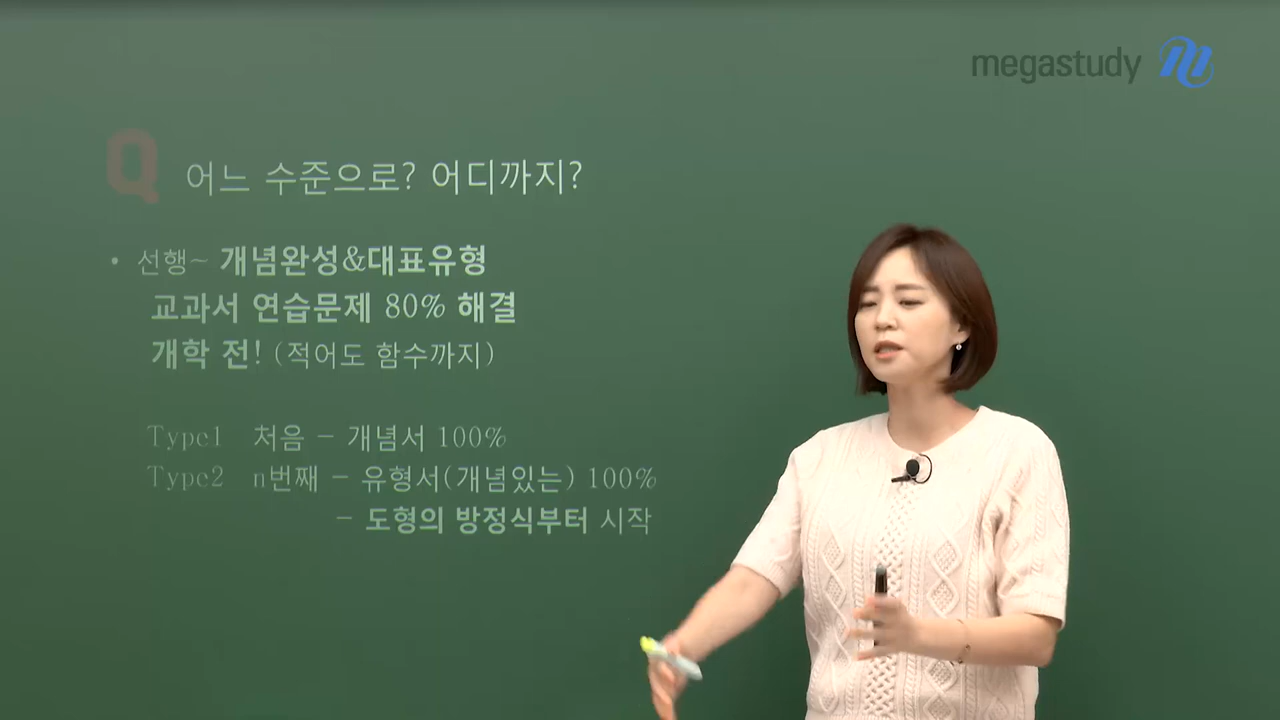 megastudy
Q 어느 수준으로? 어디까지?
• 선행~ 개념완성&대표유형
교과서 연습문제 80% 해결
개학 전! (적어도 함수까지)
Type1 처음 - 개념서 100%
Type2 n번째 - 유형서(개념있는) 100%
- 도형의 방정식부터 시작